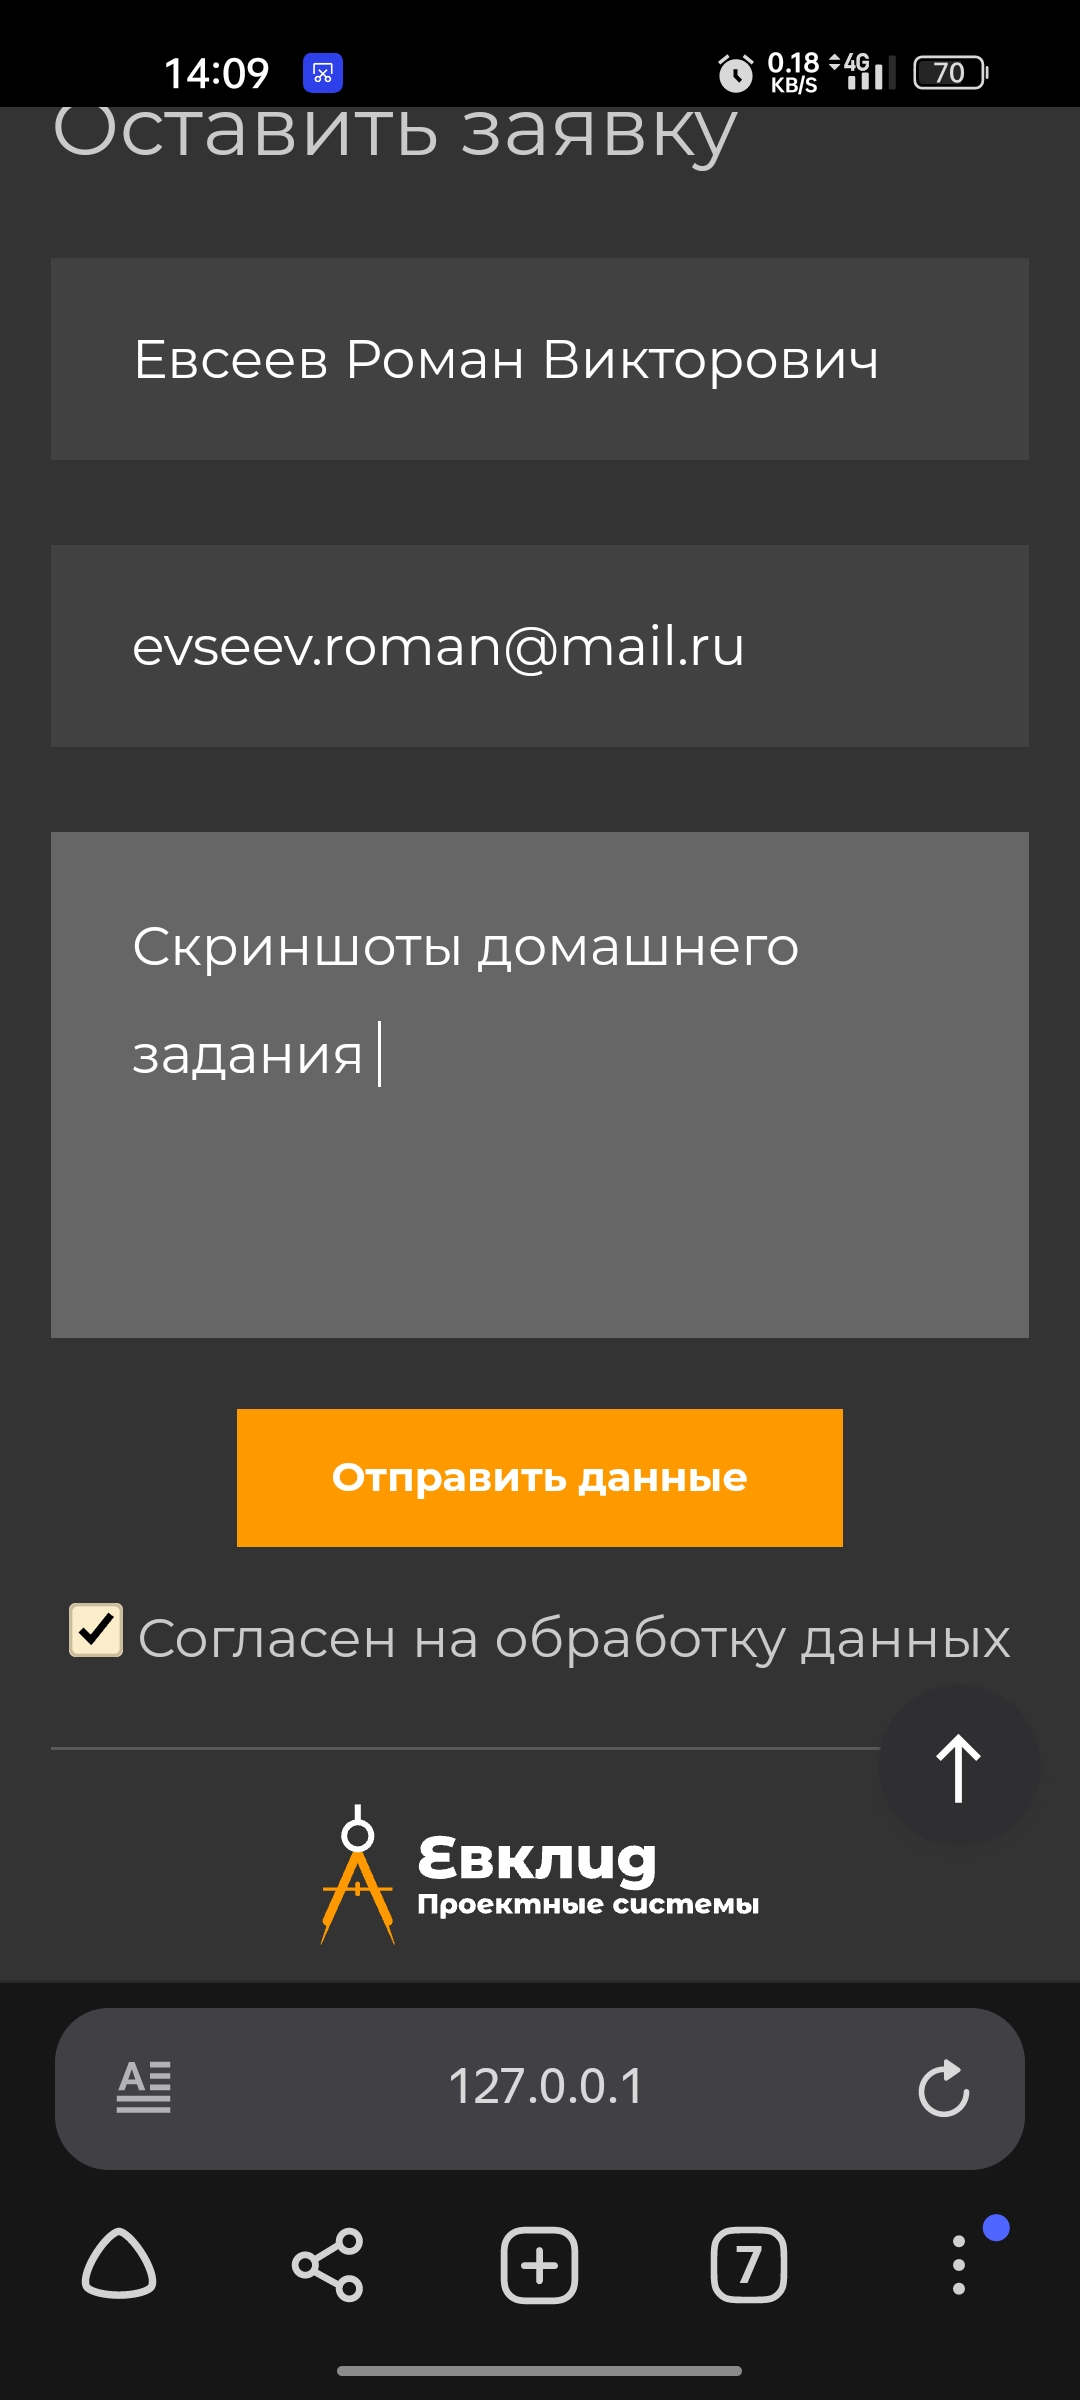 14:09
0.18
KB/S
4G
70
Оставить заявку
Евсеев Роман Викторович
evseev.roman@mail.ru
Скриншоты домашнего
задания
Отправить данные
Согласен на обработку данных
Евклид
Проектные системы
127.0.0.1
7